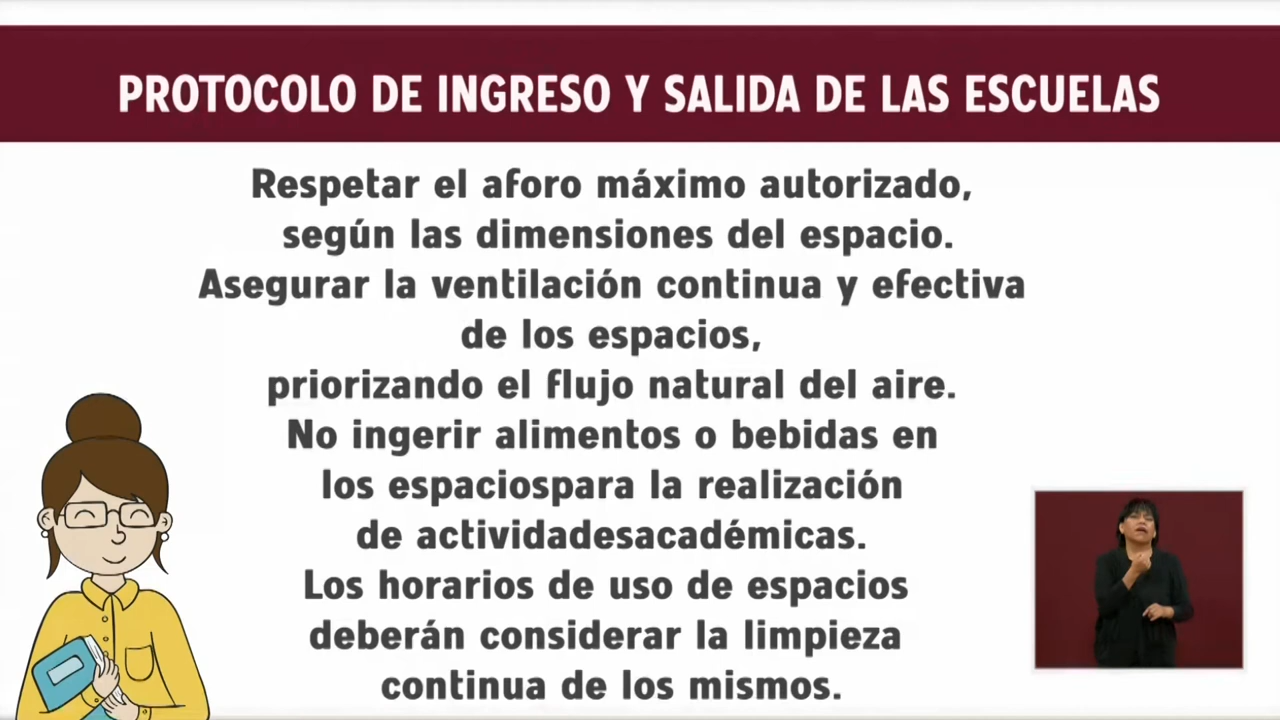 PROTOCOLO DE INGRESO Y SALIDA DE LAS ESCUELAS
Respetar el aforo máximo autorizado,
según las dimensiones del espacio.
Asegurar la ventilación continua y efectiva
de los espacios,
priorizando el flujo natural del aire.
No ingerir alimentos o bebidas en
los espaciospara la realización
de actividadesacadémicas.
Los horarios de uso de espacios
deberán considerar la limpieza
continua de los mismos.